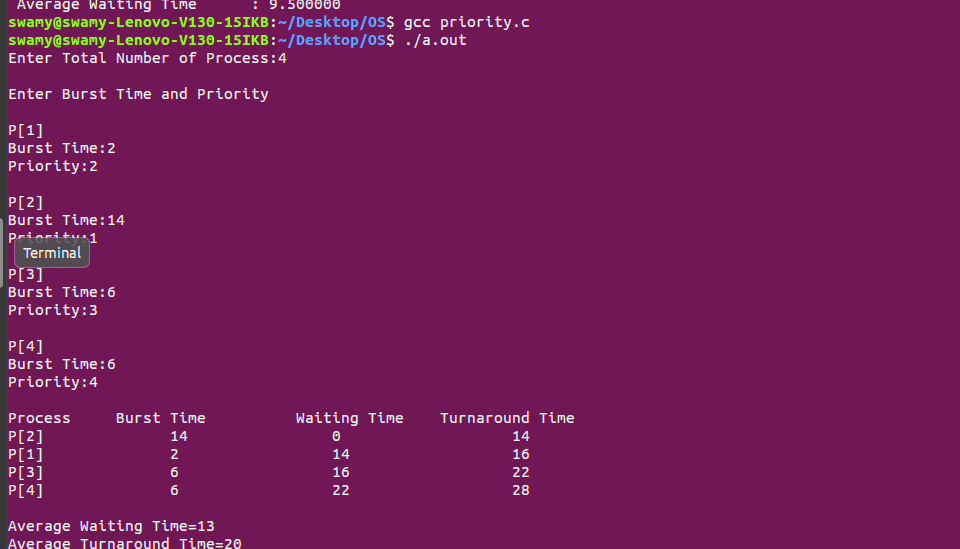 Average Waiting Time : 9.500000
swamy@swamy-Lenovo-V130-15IKB:~/Desktop/OS$ gcc priority.c
swamy@swamy-Lenovo-V130-15IKB:~/Desktop/OS$ ./a.out
Enter Total Number of Process:4
Enter Burst Time and Priority
P[1]
Burst Time:2
Priority:2
P[2]
Burst Time:14
Priority:1
Terminal
P[3]
Burst Time:6
Priority:3
P[4]
Burst Time:6
Priority:4
Process Burst Time Waiting Time Turnaround Time
P[2] 14 0 14
P[1] 2 14 16
P[3] 6 16 22
P[4] 6 22 28
Average Waiting Time=13
Average Turnaround Time=20